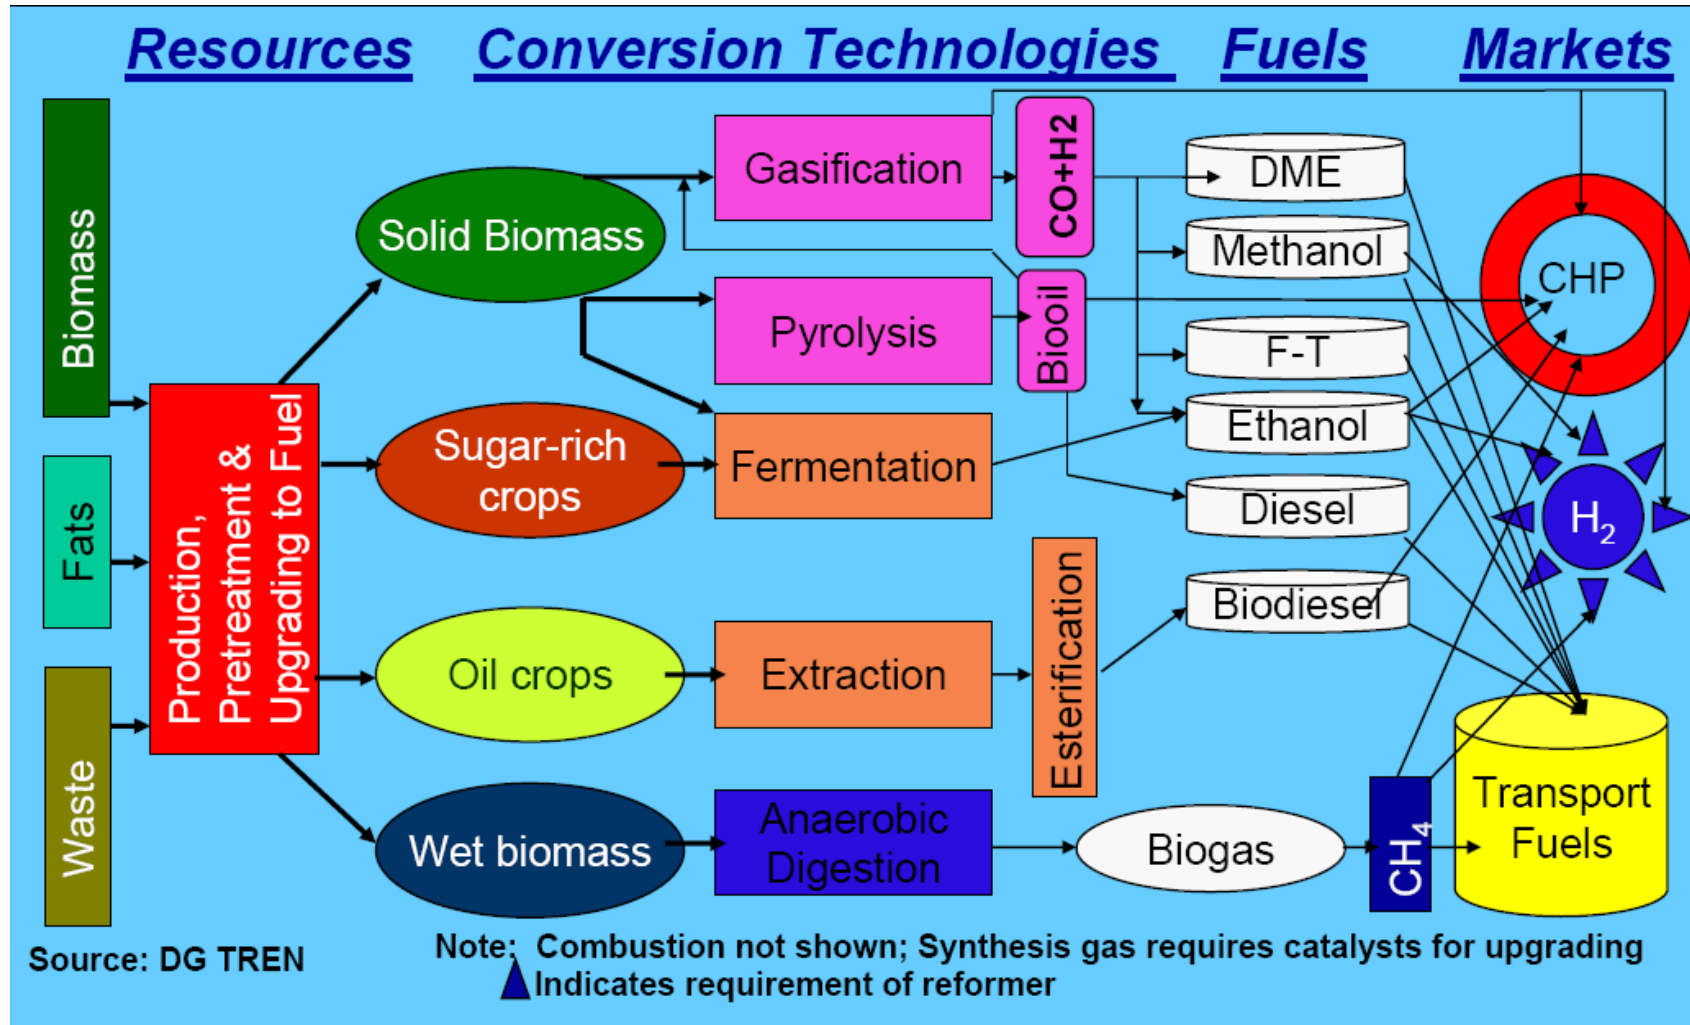 Resources
Conversion Technologies
Fuels
Markets
Biomass
Fats
Waste
Production,
Pretreatment &
Upgrading to Fuel
Solid Biomass
Sugar-rich
crops
Oil crops
Wet biomass
Gasification
Pyrolysis
Fermentation
Extraction
Anaerobic
Digestion
CO+H2
Biooil
Esterification
Biogas
DME
Methanol
F-T
Ethanol
Diesel
Biodiesel
CH4
CHP
H2
Transport
Fuels
Source: DG TREN
Note: Combustion not shown; Synthesis gas requires catalysts for upgrading
Indicates requirement of reformer